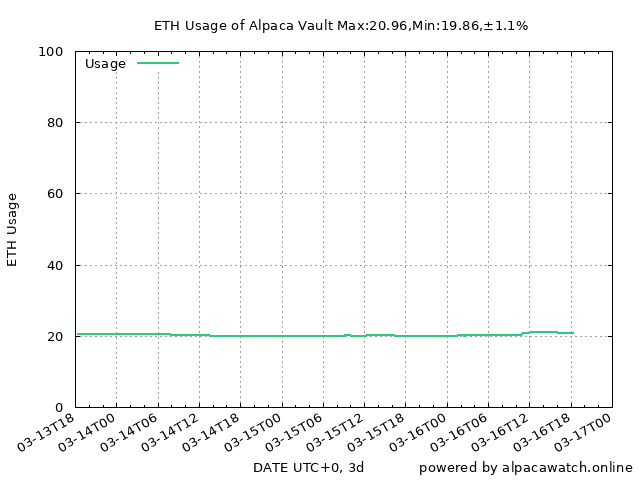 ETH Usage of Alpaca Vault Max:20.96,Min:19.86,±1.1%
100
Usage
80
60
ETH Usage
40
20
0
03-13T18 03-14T00 03-14T06 03-14T12 03-14T18 03-15T00 03-15T06 03-15T12 03-15T18 03-16T00 03-16T06 03-16T12 03-16T18 03-17T00
DATE UTC+0, 3d powered by alpacawatch.online